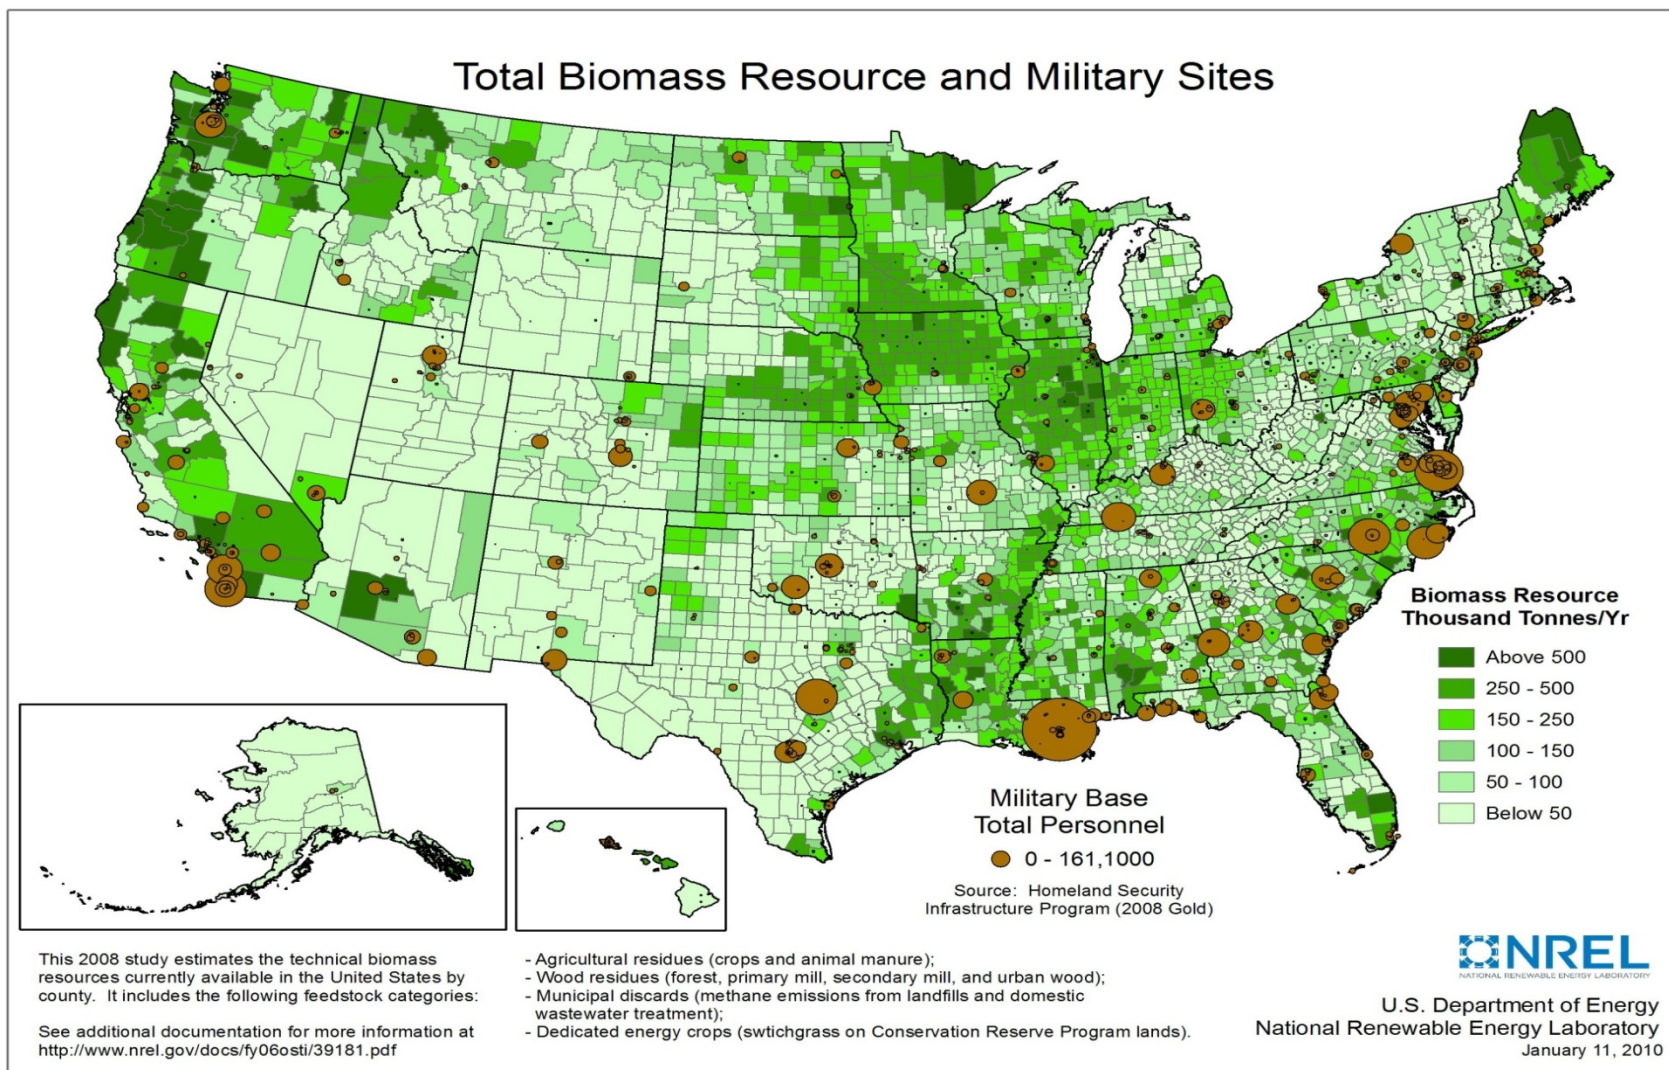 Total Biomass Resource and Military Sites
Biomass Resource
Thousand Tonnes/Yr
Above 500
250 - 500
150 - 250
100 - 150
50 - 100
Below 50
Military Base
Total Personnel
0 - 161,1000
Source: Homeland Security
Infrastructure Program (2008 Gold)
This 2008 study estimates the technical biomass
resources currently available in the United States by
county. It includes the following feedstock categories:
See additional documentation for more information at
http://www.nrel.gov/docs/fy06osti/39181.pdf
- Agricultural residues (crops and animal manure);
- Wood residues (forest, primary mill, secondary mill, and urban wood);
- Municipal discards (methane emissions from landfills and domestic
wastewater treatment);
- Dedicated energy crops (swtichgrass on Conservation Reserve Program lands).
NREL
NATIONAL RENEWABLE ENERGY LABORATORY
U.S. Department of Energy
National Renewable Energy Laboratory
January 11, 2010